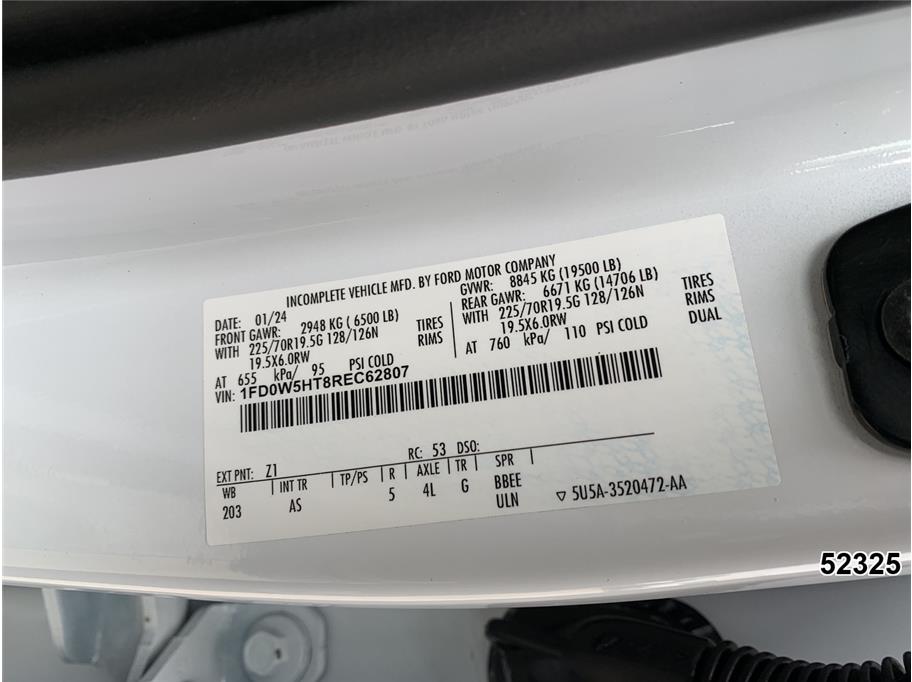 INCOMPLETE VEHICLE MFD. BY FORD MOTOR COMPANY
DATE: 01/24
FRONT GAWR: 2948 KG ( 6500 LB)
WITH 225/70R19.5G 128/126N TIRES
19.5X6.0RW RIMS
AT 655 kPa/ 95 PSI COLD
GVWR: 8845 KG (19500 LB)
REAR GAWR: 6671 KG (14706 LB)
WITH 225/70R19.5G 128/126N TIRES
19.5X6.0RW RIMS
AT 760 kPa/ 110 PSI COLD DUAL
VIN: 1FD0W5HT8REC62807
EXT PNT: Z1 RC: 53 DSO:
WB INT TR TP/PS R AXLE TR SPR
203 AS 5 4L G BBEE
ULN ▽ 5U5A-3520472-AA
52325